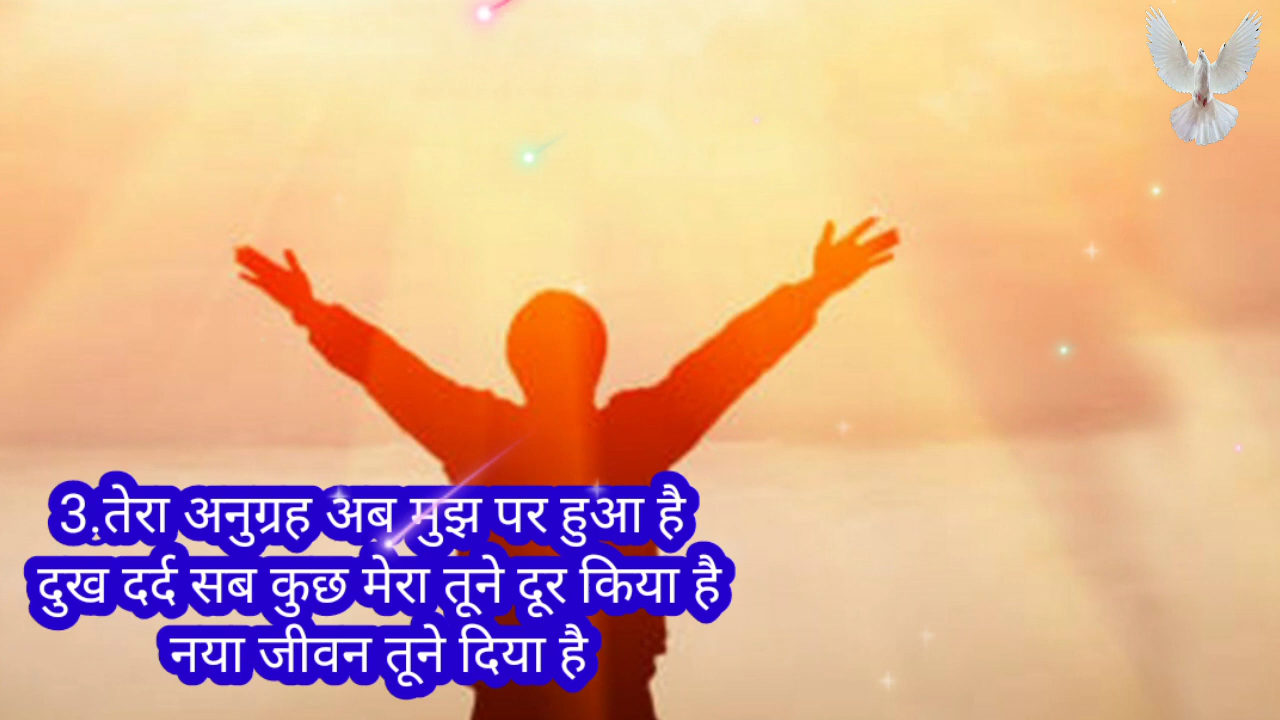 3.तेरा अनुग्रह अब मुझ पर हुआ है
दुख दर्द सब कुछ मेरा तूने दूर किया है
नया जीवन तूने दिया है